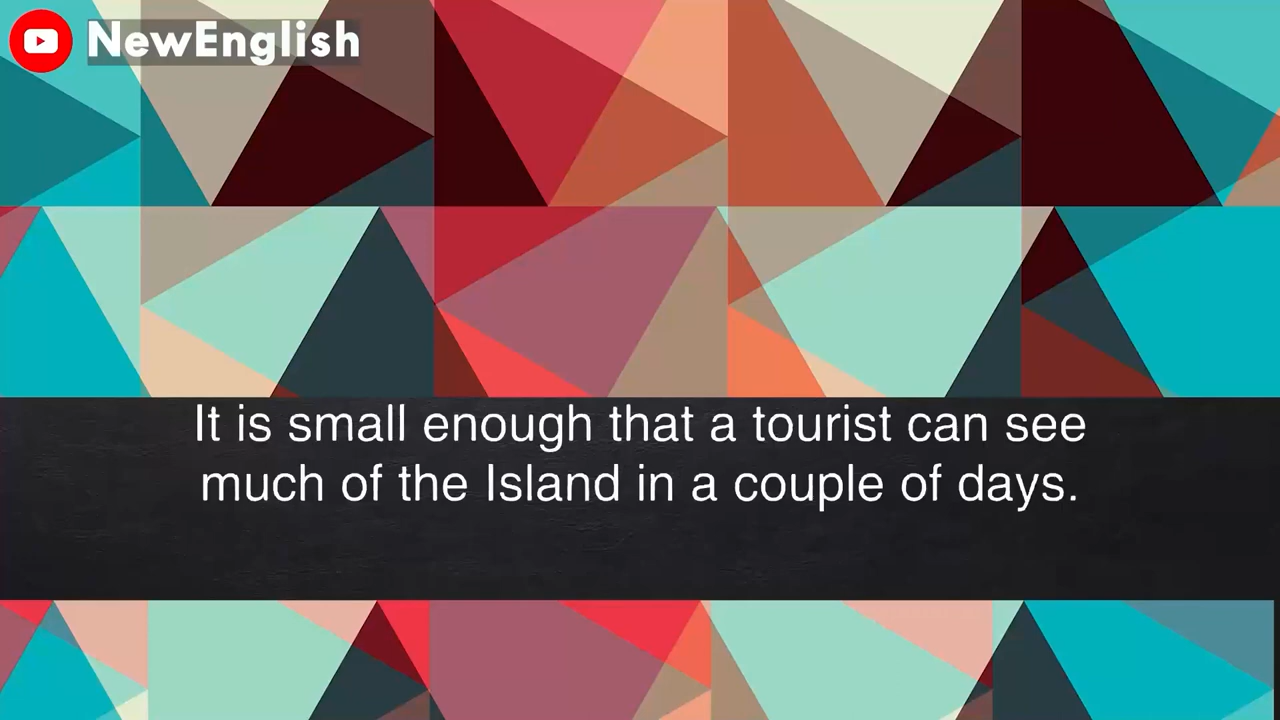 NewEnglish
It is small enough that a tourist can see
much of the Island in a couple of days.